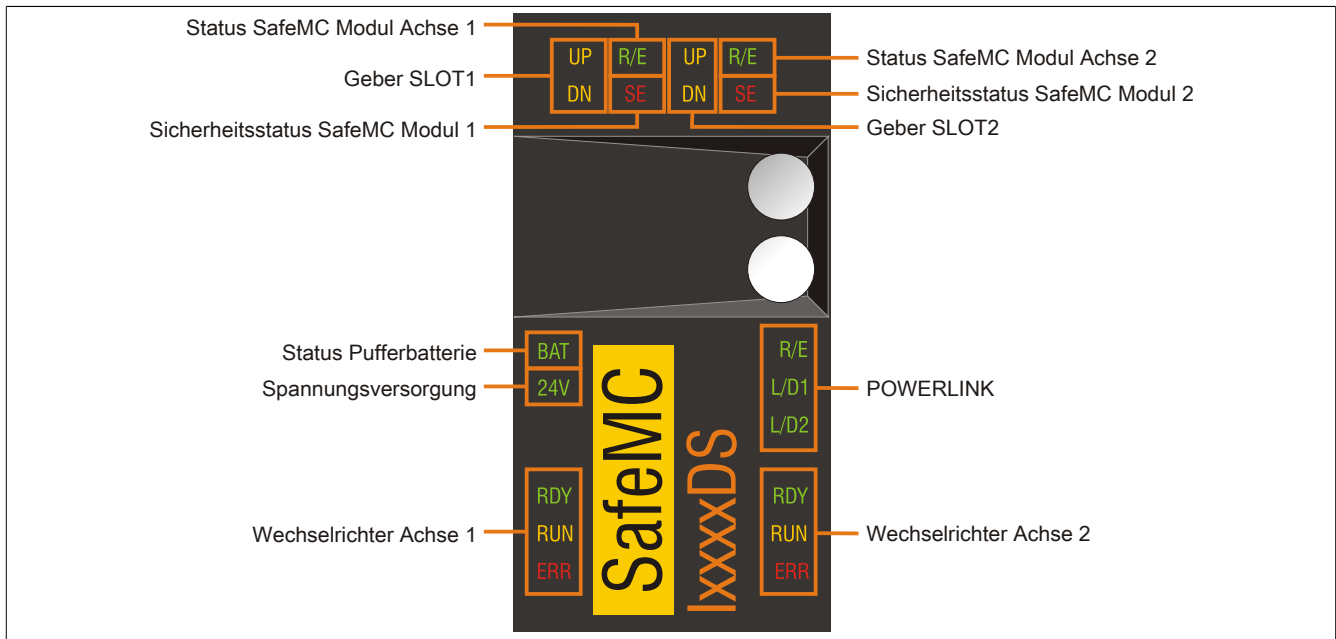 Status SafeMC Modul Achse 1
Geber SLOT1
Sicherheitsstatus SafeMC Modul 1
UP R/E UP R/E
DN SE DN SE
Status SafeMC Modul Achse 2
Sicherheitsstatus SafeMC Modul 2
Geber SLOT2
Status Pufferbatterie
Spannungsversorgung
BAT
24V
R/E
L/D1
L/D2
POWERLINK
SafeMC
IxxxxDS
Wechselrichter Achse 1
RDY
RUN
ERR
RDY
RUN
ERR
Wechselrichter Achse 2